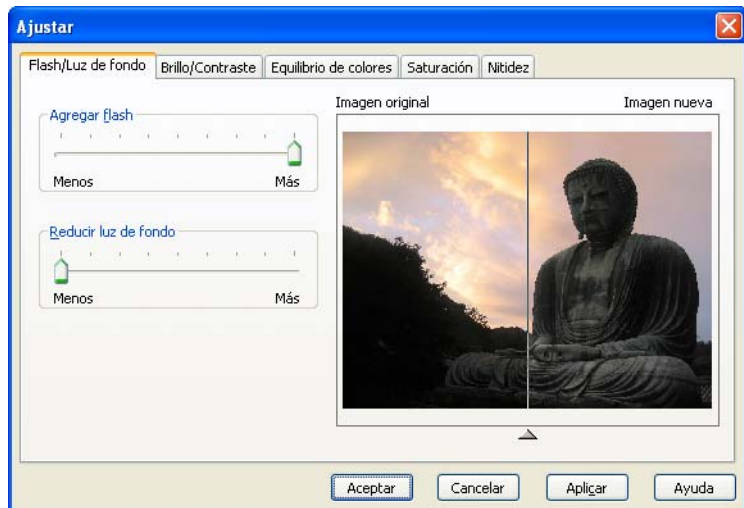 Ajustar
Flash/Luz de fondo Brillo/Contraste Equilibrio de colores Saturación Nitidez
Agregar flash
Menos Más
Reducir luz de fondo
Menos Más
Imagen original Imagen nueva
Aceptar Cancelar Aplicar Ayuda